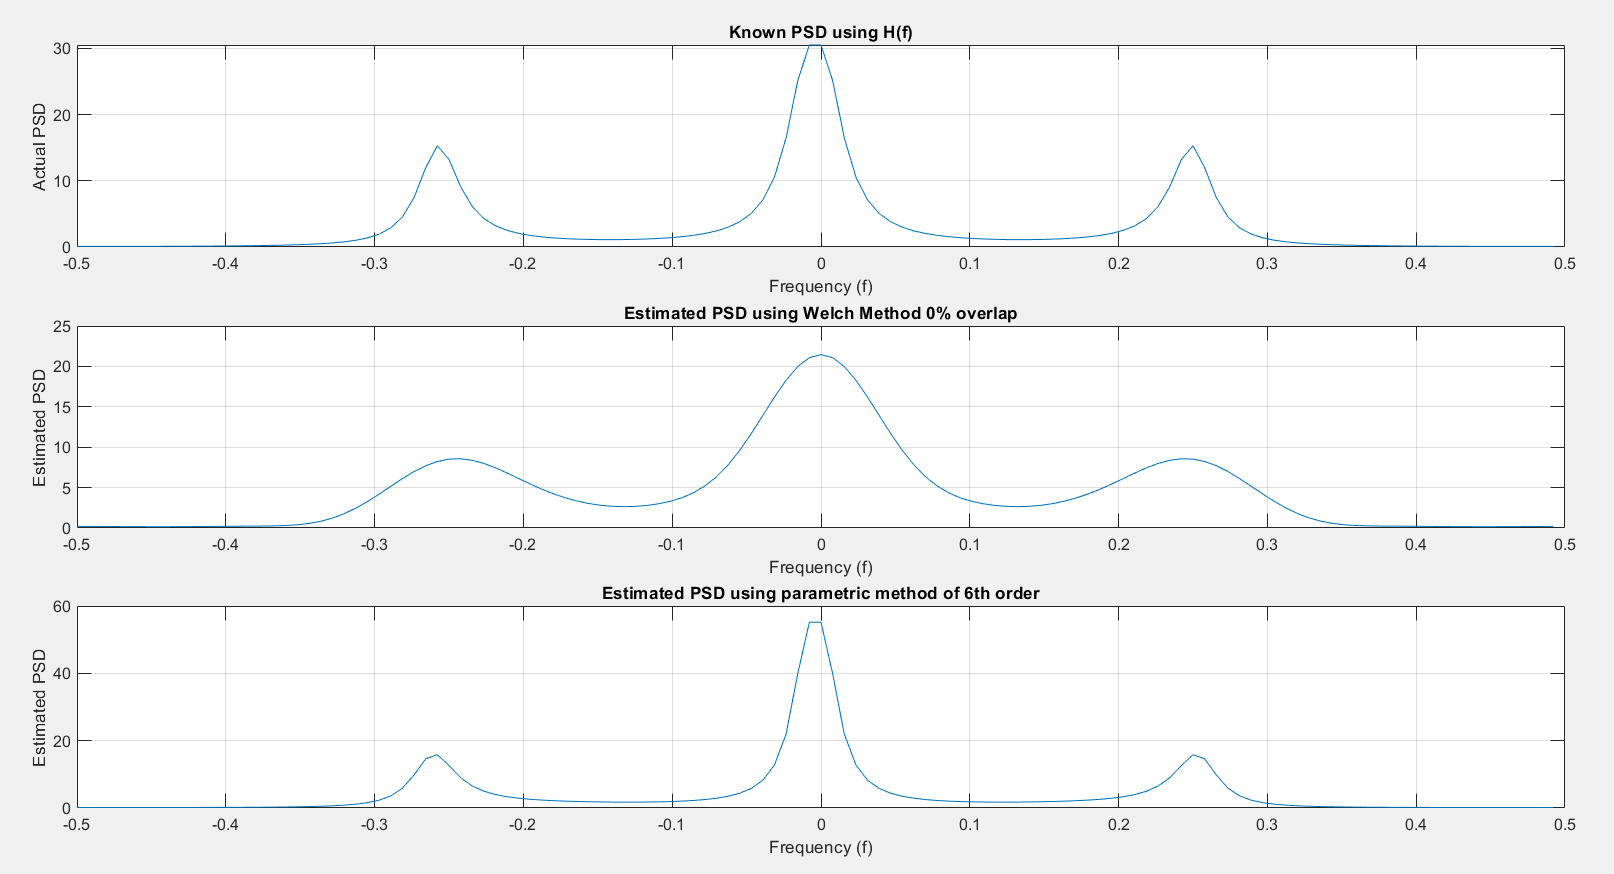 Known PSD using H(f)
30
20
10
0
Actual PSD
-0.5 -0.4 -0.3 -0.2 -0.1 0 0.1 0.2 0.3 0.4 0.5
Frequency (f)
Estimated PSD using Welch Method 0% overlap
25
20
15
10
5
0
Estimated PSD
-0.5 -0.4 -0.3 -0.2 -0.1 0 0.1 0.2 0.3 0.4 0.5
Frequency (f)
Estimated PSD using parametric method of 6th order
60
40
20
0
Estimated PSD
-0.5 -0.4 -0.3 -0.2 -0.1 0 0.1 0.2 0.3 0.4 0.5
Frequency (f)